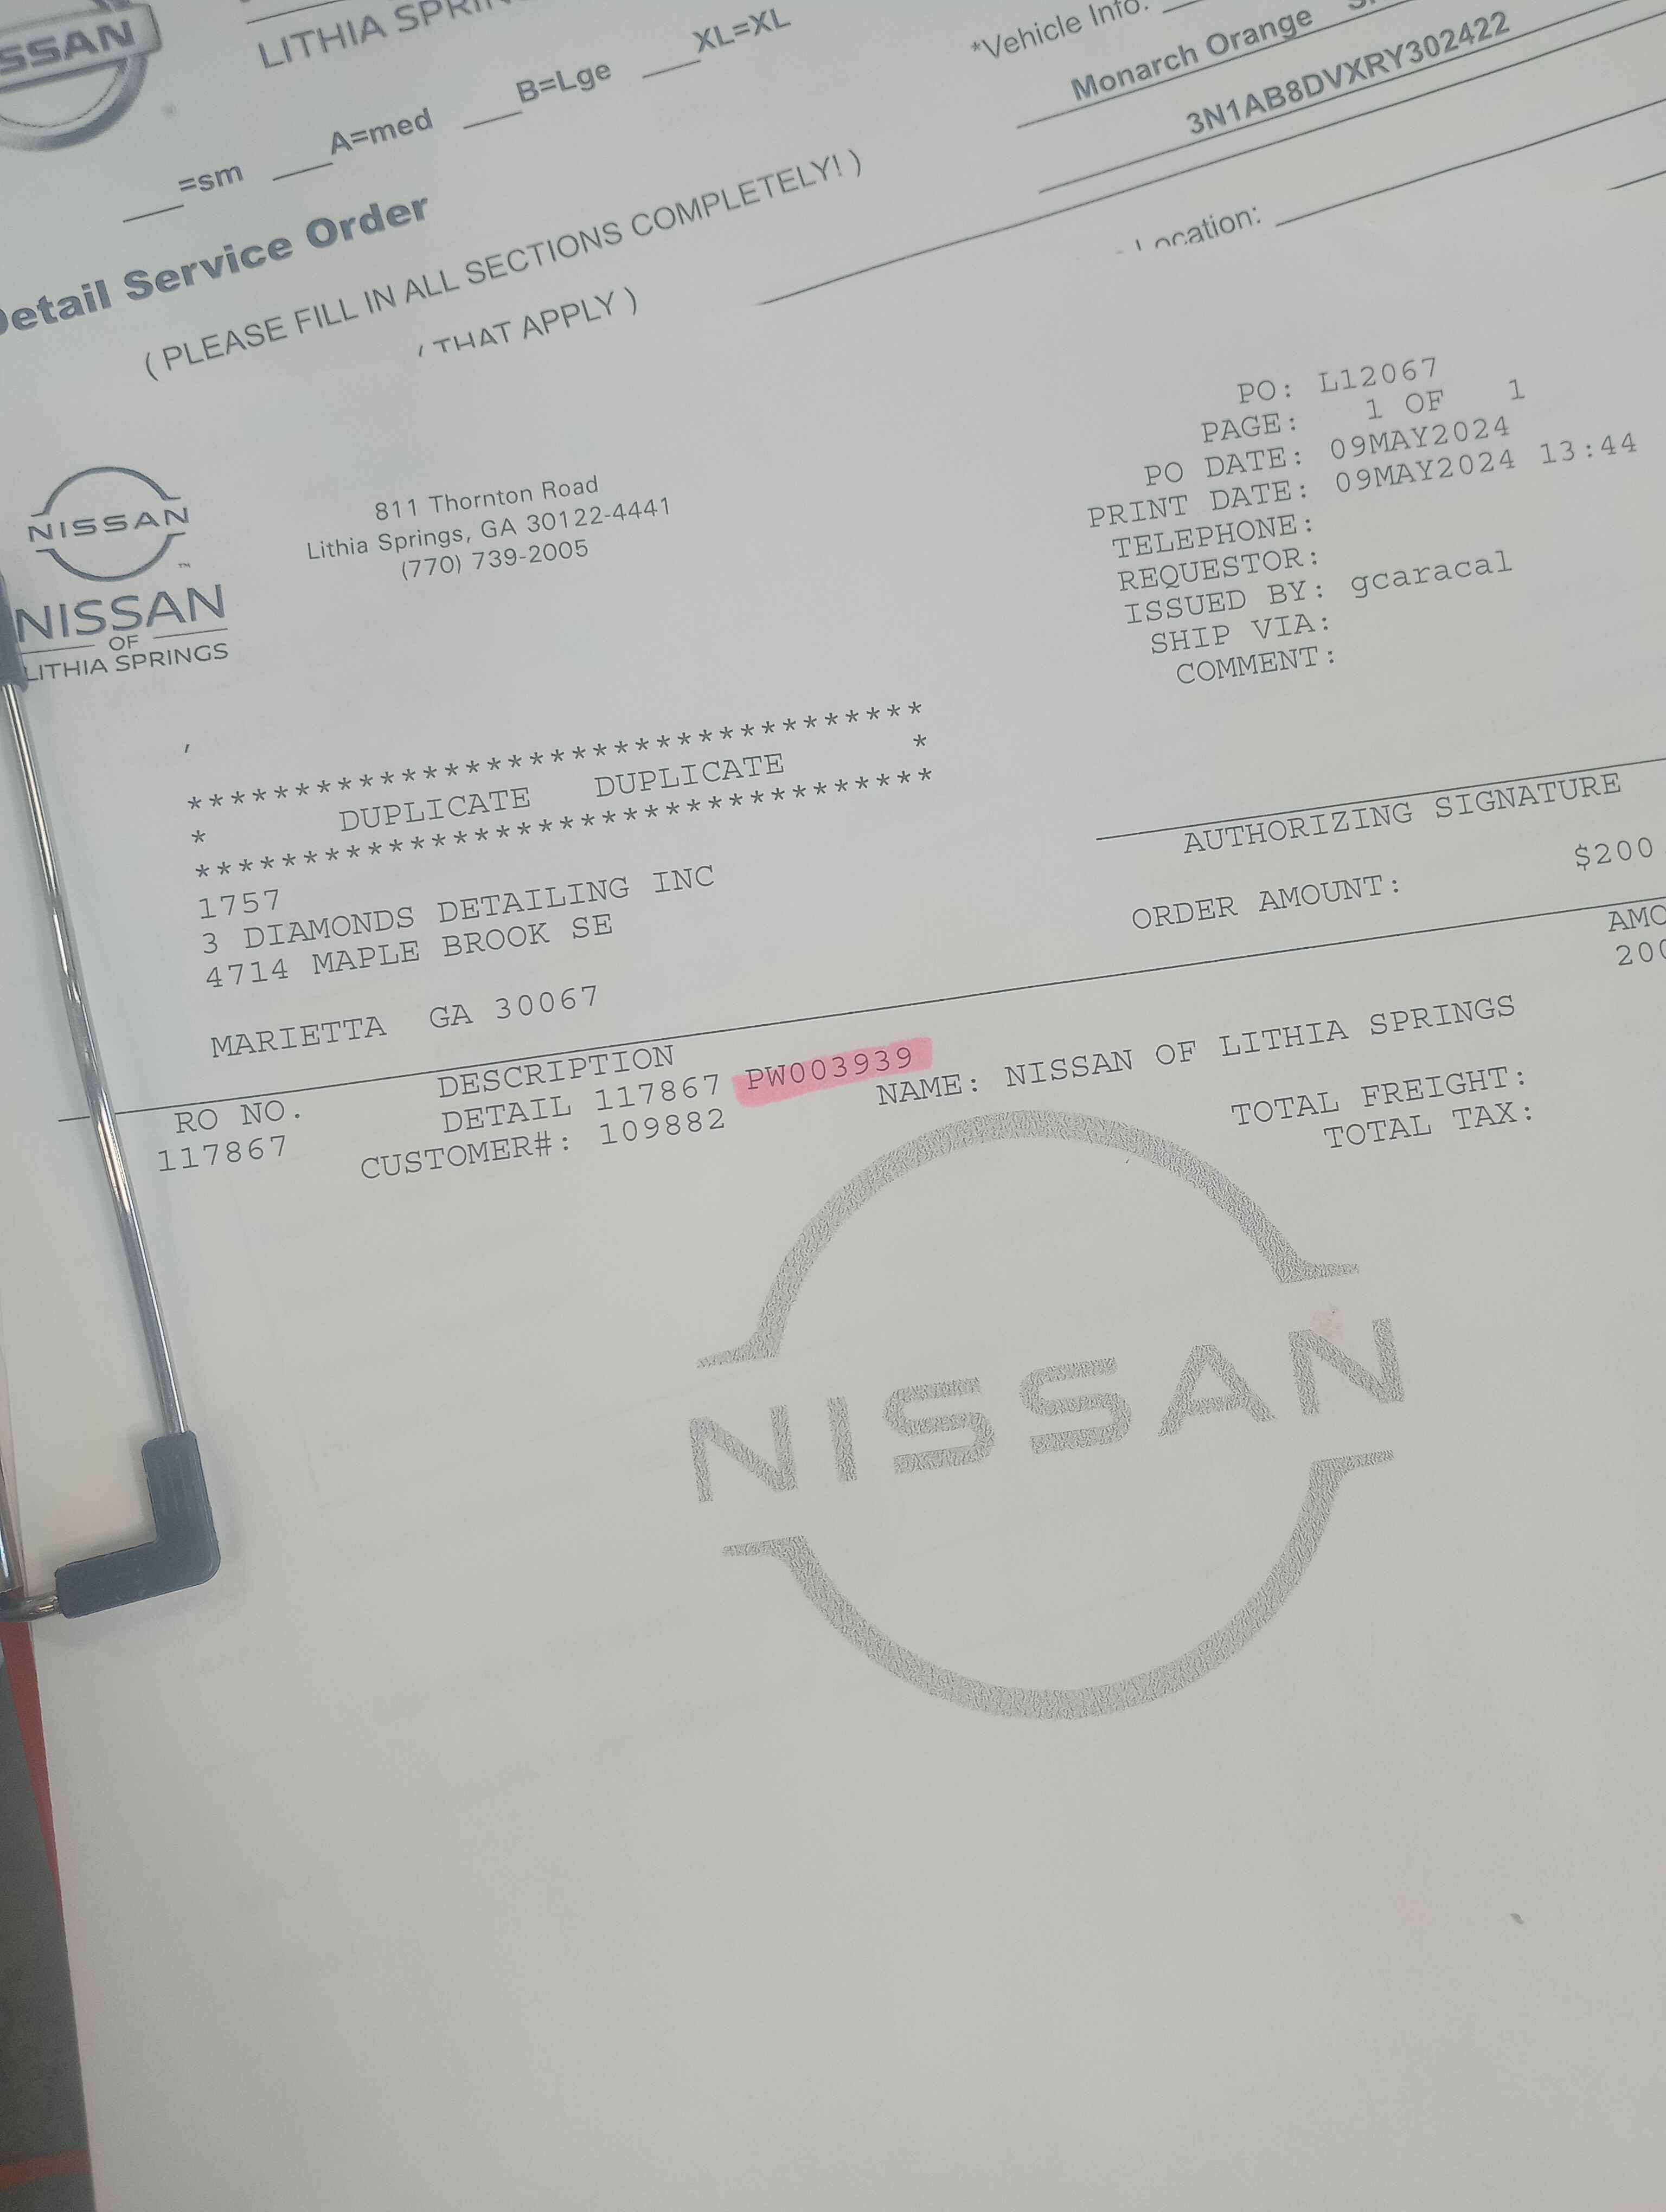 SSAN
LITHIA SPRIN
=sm ___A=med ___B=Lge ___XL=XL
*Vehicle Info:
Monarch Orange
3N1AB8DVXRY302422
Detail Service Order
( PLEASE FILL IN ALL SECTIONS COMPLETELY! )
( THAT APPLY )
Location:
NISSAN
NISSAN
OF
LITHIA SPRINGS
811 Thornton Road
Lithia Springs, GA 30122-4441
(770) 739-2005
PO: L12067
PAGE: 1 OF 1
PO DATE: 09MAY2024
PRINT DATE: 09MAY2024 13:44
TELEPHONE:
REQUESTOR:
ISSUED BY: gcaracal
SHIP VIA:
COMMENT:
***********************************
* DUPLICATE DUPLICATE *
***********************************
1757
3 DIAMONDS DETAILING INC
4714 MAPLE BROOK SE
MARIETTA GA 30067
AUTHORIZING SIGNATURE
ORDER AMOUNT: $200
RO NO. DESCRIPTION AMO
117867 DETAIL 117867 PW003939 200
CUSTOMER#: 109882 NAME: NISSAN OF LITHIA SPRINGS
TOTAL FREIGHT:
TOTAL TAX:
NISSAN